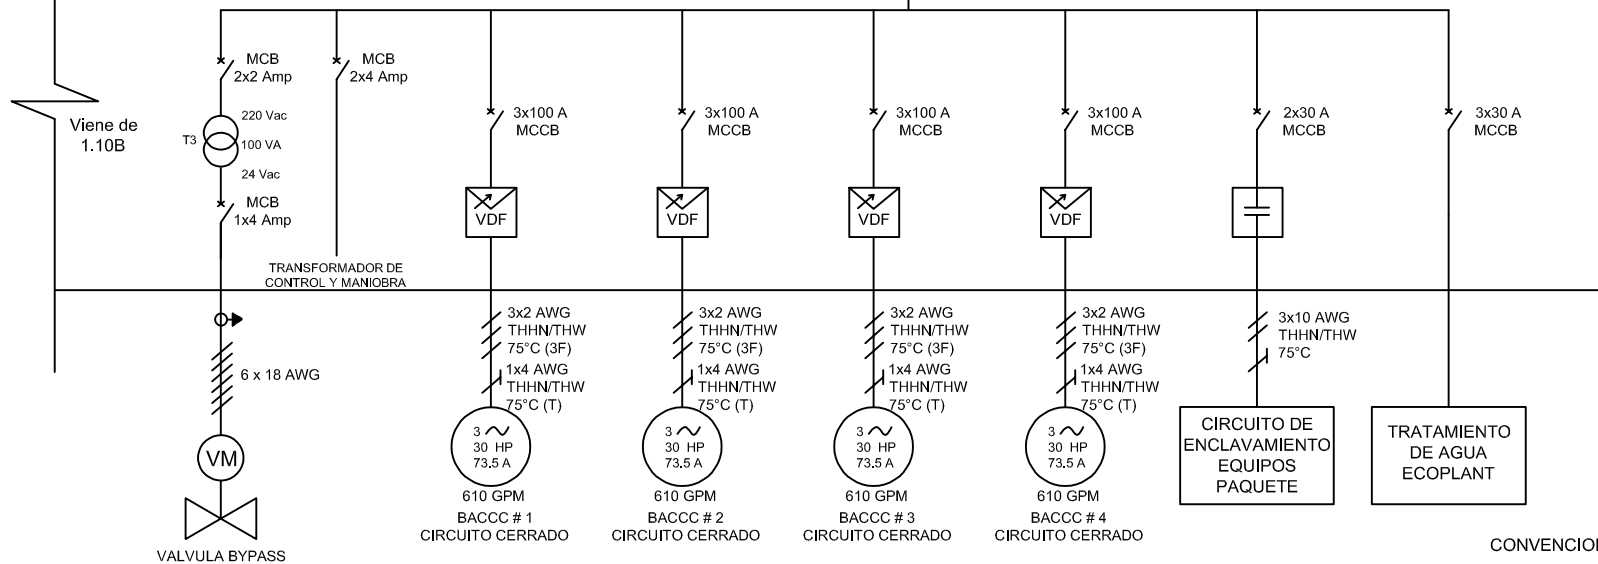 Viene de
1.10B
MCB
2x2 Amp
T3
220 Vac
100 VA
24 Vac
MCB
1x4 Amp
MCB
2x4 Amp
TRANSFORMADOR DE
CONTROL Y MANIOBRA
3x100 A
MCCB
VDF
3x100 A
MCCB
VDF
3x100 A
MCCB
VDF
3x100 A
MCCB
VDF
2x30 A
MCCB
3x30 A
MCCB
6 x 18 AWG
VM
VALVULA BYPASS
3x2 AWG
THHN/THW
75°C (3F)
1x4 AWG
THHN/THW
75°C (T)
3
30 HP
73.5 A
610 GPM
BACCC # 1
CIRCUITO CERRADO
3x2 AWG
THHN/THW
75°C (3F)
1x4 AWG
THHN/THW
75°C (T)
3
30 HP
73.5 A
610 GPM
BACCC # 2
CIRCUITO CERRADO
3x2 AWG
THHN/THW
75°C (3F)
1x4 AWG
THHN/THW
75°C (T)
3
30 HP
73.5 A
610 GPM
BACCC # 3
CIRCUITO CERRADO
3x2 AWG
THHN/THW
75°C (3F)
1x4 AWG
THHN/THW
75°C (T)
3
30 HP
73.5 A
610 GPM
BACCC # 4
CIRCUITO CERRADO
3x10 AWG
THHN/THW
75°C
CIRCUITO DE
ENCLAVAMIENTO
EQUIPOS
PAQUETE
TRATAMIENTO
DE AGUA
ECOPLANT
CONVENCION